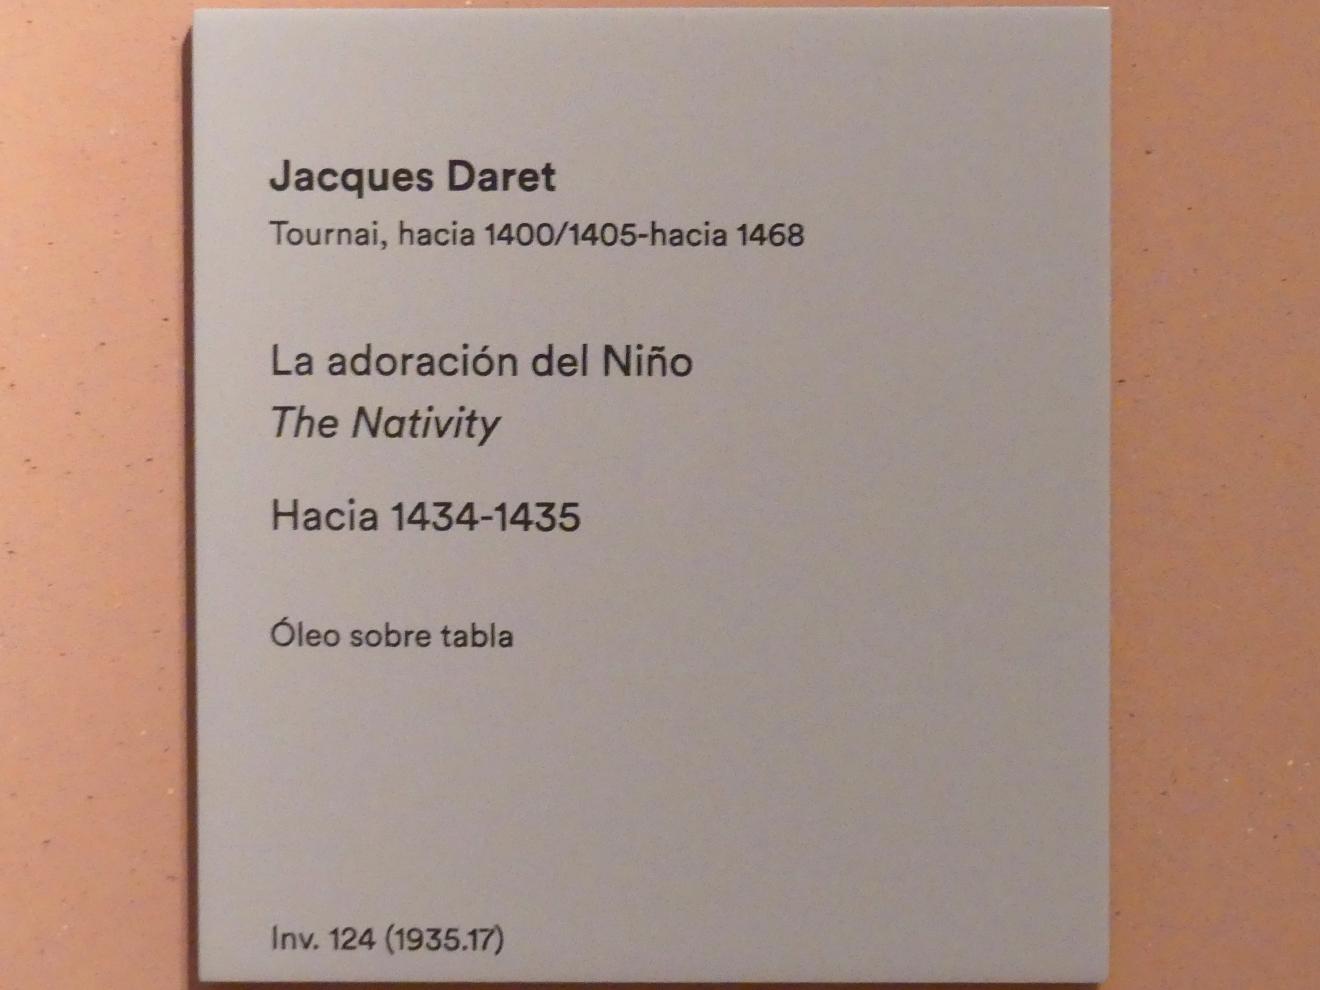 Jacques Daret
Tournai, hacia 1400/1405-hacia 1468
La adoración del Niño
The Nativity
Hacia 1434-1435
Óleo sobre tabla
Inv. 124 (1935.17)